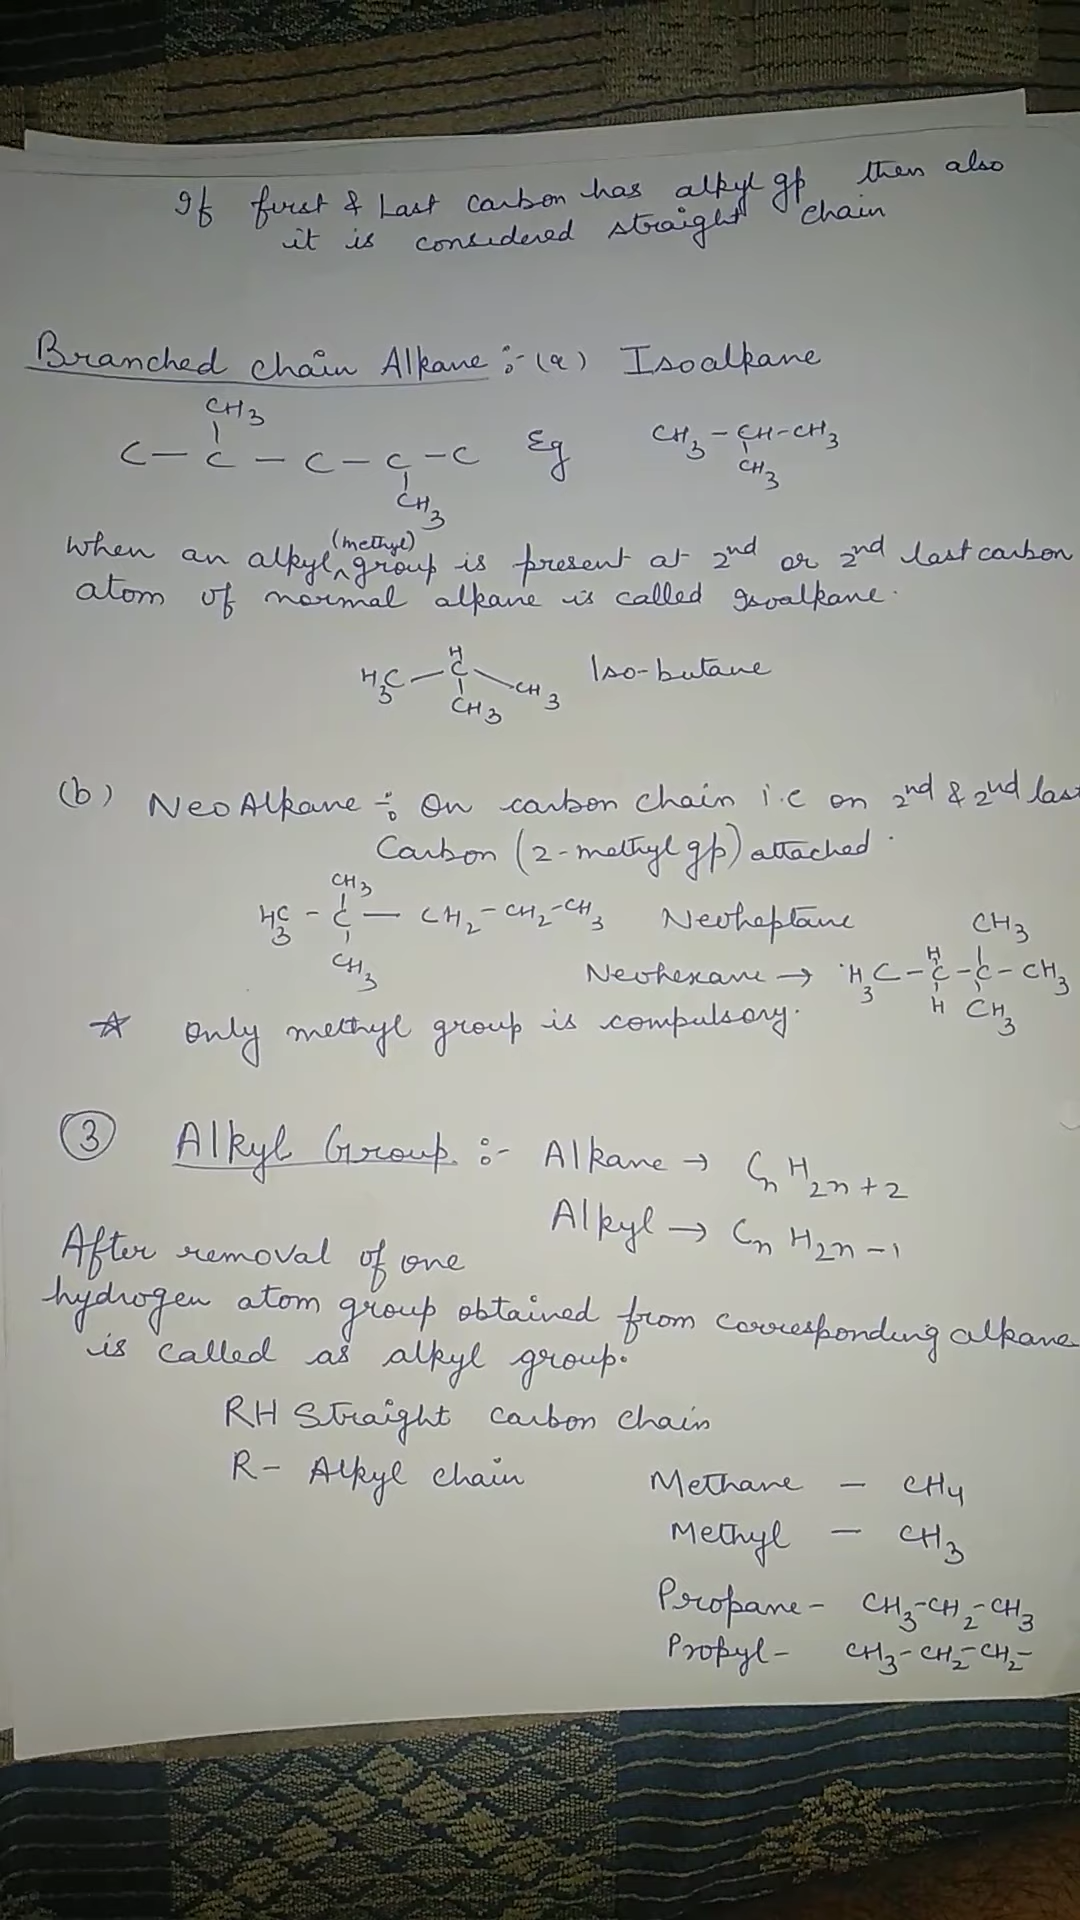 If first & Last carbon has alkyl gp then also
it is considered straight chain
Branched chain Alkane :- (a) Isoalkane
CH3
C - C - C - C - C Eg CH3 - CH - CH3
CH3
CH3
When an alkyl (methyl) group is present at 2nd or 2nd last carbon
atom of normal alkane is called Isoalkane.
H
H3C - C - CH3 Iso-butane
CH3
(b) NeoAlkane :- On carbon chain i.e on 2nd & 2nd last
Carbon (2-methyl gp) attached.
CH3
H3C - C - CH2 - CH2 - CH3 Neoheptane
CH3
CH3
H
Neohexane → H3C - C - C - CH3
H CH3
☆ only methyl group is compulsory.
③ Alkyl Group :- Alkane → CnH2n+2
Alkyl → CnH2n-1
After removal of one
hydrogen atom group obtained from corresponding alkane
is called as alkyl group.
RH Straight carbon chain
R- Alkyl chain
Methane - CH4
Methyl - CH3
Propane - CH3-CH2-CH3
Propyl - CH3-CH2-CH2-